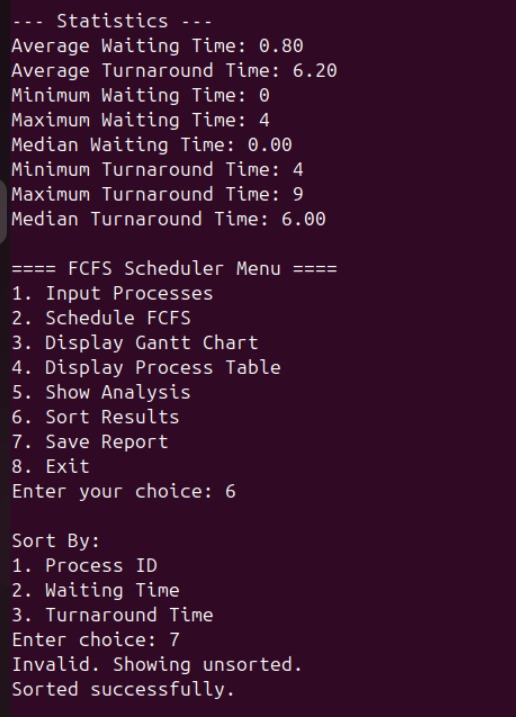 --- Statistics ---
Average Waiting Time: 0.80
Average Turnaround Time: 6.20
Minimum Waiting Time: 0
Maximum Waiting Time: 4
Median Waiting Time: 0.00
Minimum Turnaround Time: 4
Maximum Turnaround Time: 9
Median Turnaround Time: 6.00

==== FCFS Scheduler Menu ====
1. Input Processes
2. Schedule FCFS
3. Display Gantt Chart
4. Display Process Table
5. Show Analysis
6. Sort Results
7. Save Report
8. Exit
Enter your choice: 6

Sort By:
1. Process ID
2. Waiting Time
3. Turnaround Time
Enter choice: 7
Invalid. Showing unsorted.
Sorted successfully.